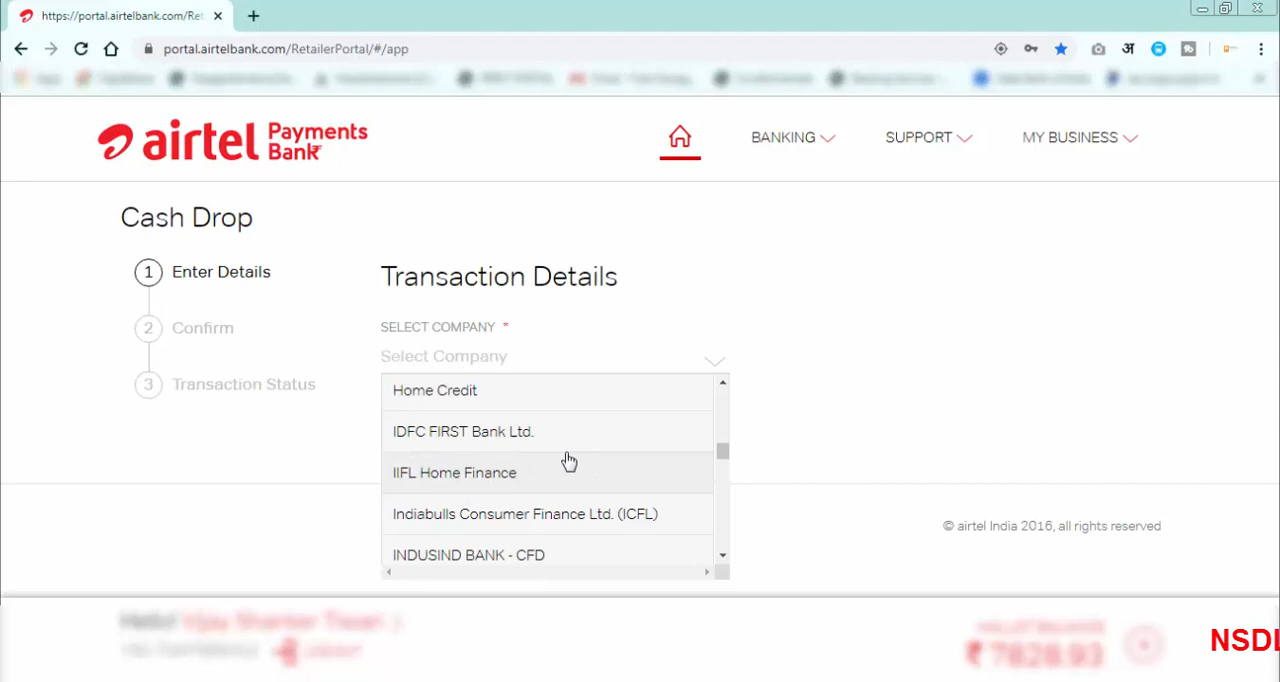 https://portal.airtelbank.com/Ret
portal.airtelbank.com/RetailerPortal/#/app
अ
airtel Payments Bank
BANKING
SUPPORT
MY BUSINESS
Cash Drop
1 Enter Details
2 Confirm
3 Transaction Status
Transaction Details
SELECT COMPANY *
Select Company
Home Credit
IDFC FIRST Bank Ltd.
IIFL Home Finance
Indiabulls Consumer Finance Ltd. (ICFL)
INDUSIND BANK - CFD
© airtel India 2016, all rights reserved
NSDL